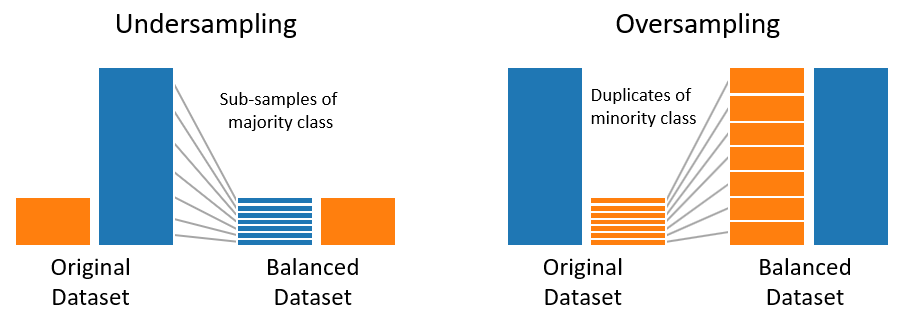 Undersampling
Sub-samples of
majority class
Original
Dataset
Balanced
Dataset
Oversampling
Duplicates of
minority class
Original
Dataset
Balanced
Dataset